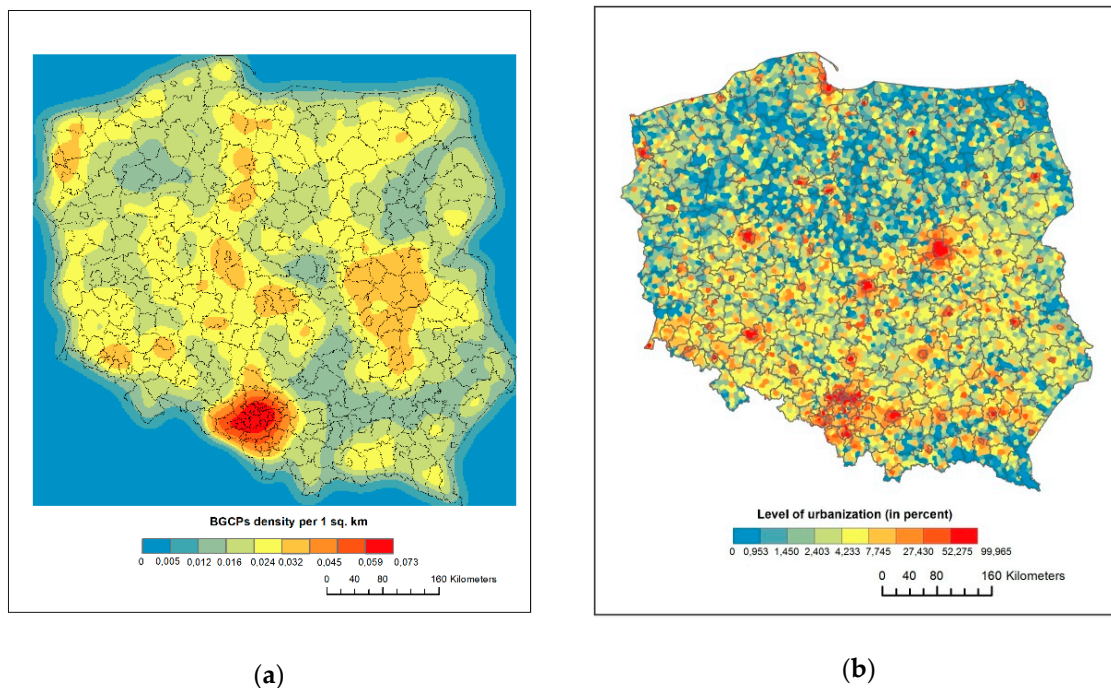 BGCPs density per 1 sq. km
0 0,005 0,012 0.016 0,024 0,032 0,045 0,059 0,073
0 40 80 160 Kilometers
(a)
Level of urbanization (in percent)
0 0,953 1,450 2,403 4,233 7,745 27,430 52,275 99,965
0 40 80 160 Kilometers
(b)